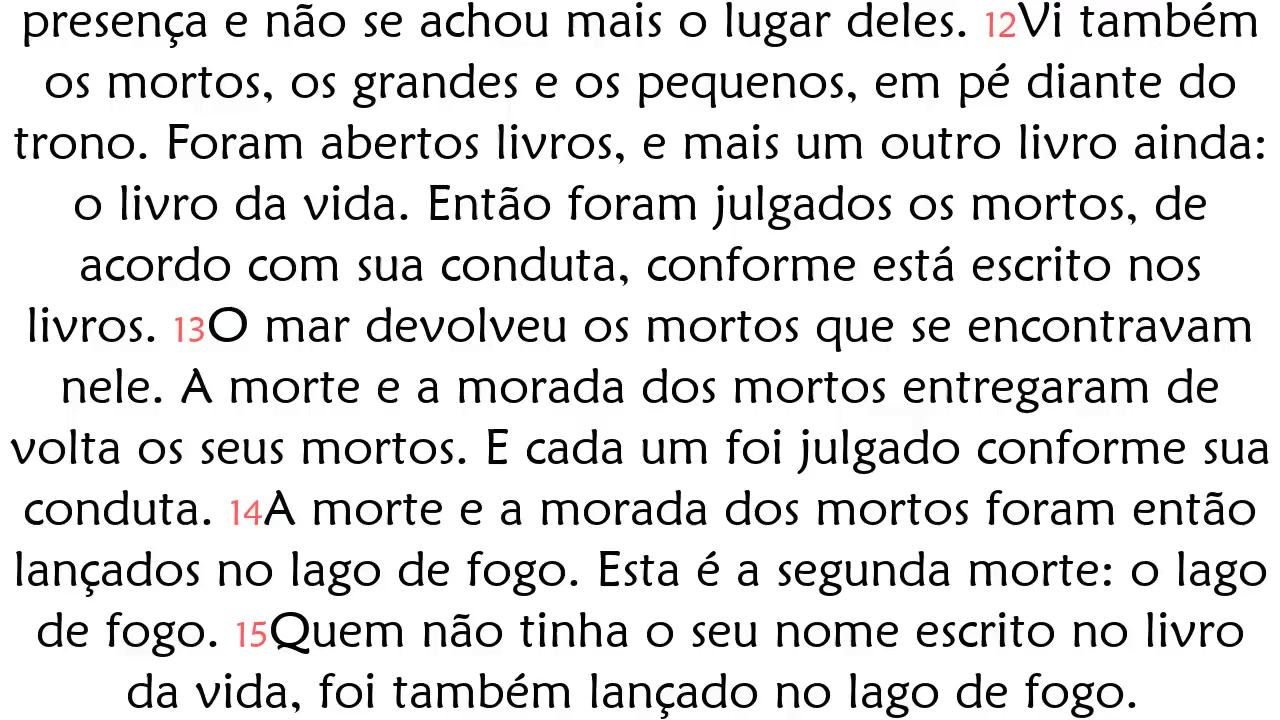 presença e não se achou mais o lugar deles. 12Vi também
os mortos, os grandes e os pequenos, em pé diante do
trono. Foram abertos livros, e mais um outro livro ainda:
o livro da vida. Então foram julgados os mortos, de
acordo com sua conduta, conforme está escrito nos
livros. 13O mar devolveu os mortos que se encontravam
nele. A morte e a morada dos mortos entregaram de
volta os seus mortos. E cada um foi julgado conforme sua
conduta. 14A morte e a morada dos mortos foram então
lançados no lago de fogo. Esta é a segunda morte: o lago
de fogo. 15Quem não tinha o seu nome escrito no livro
da vida, foi também lançado no lago de fogo.